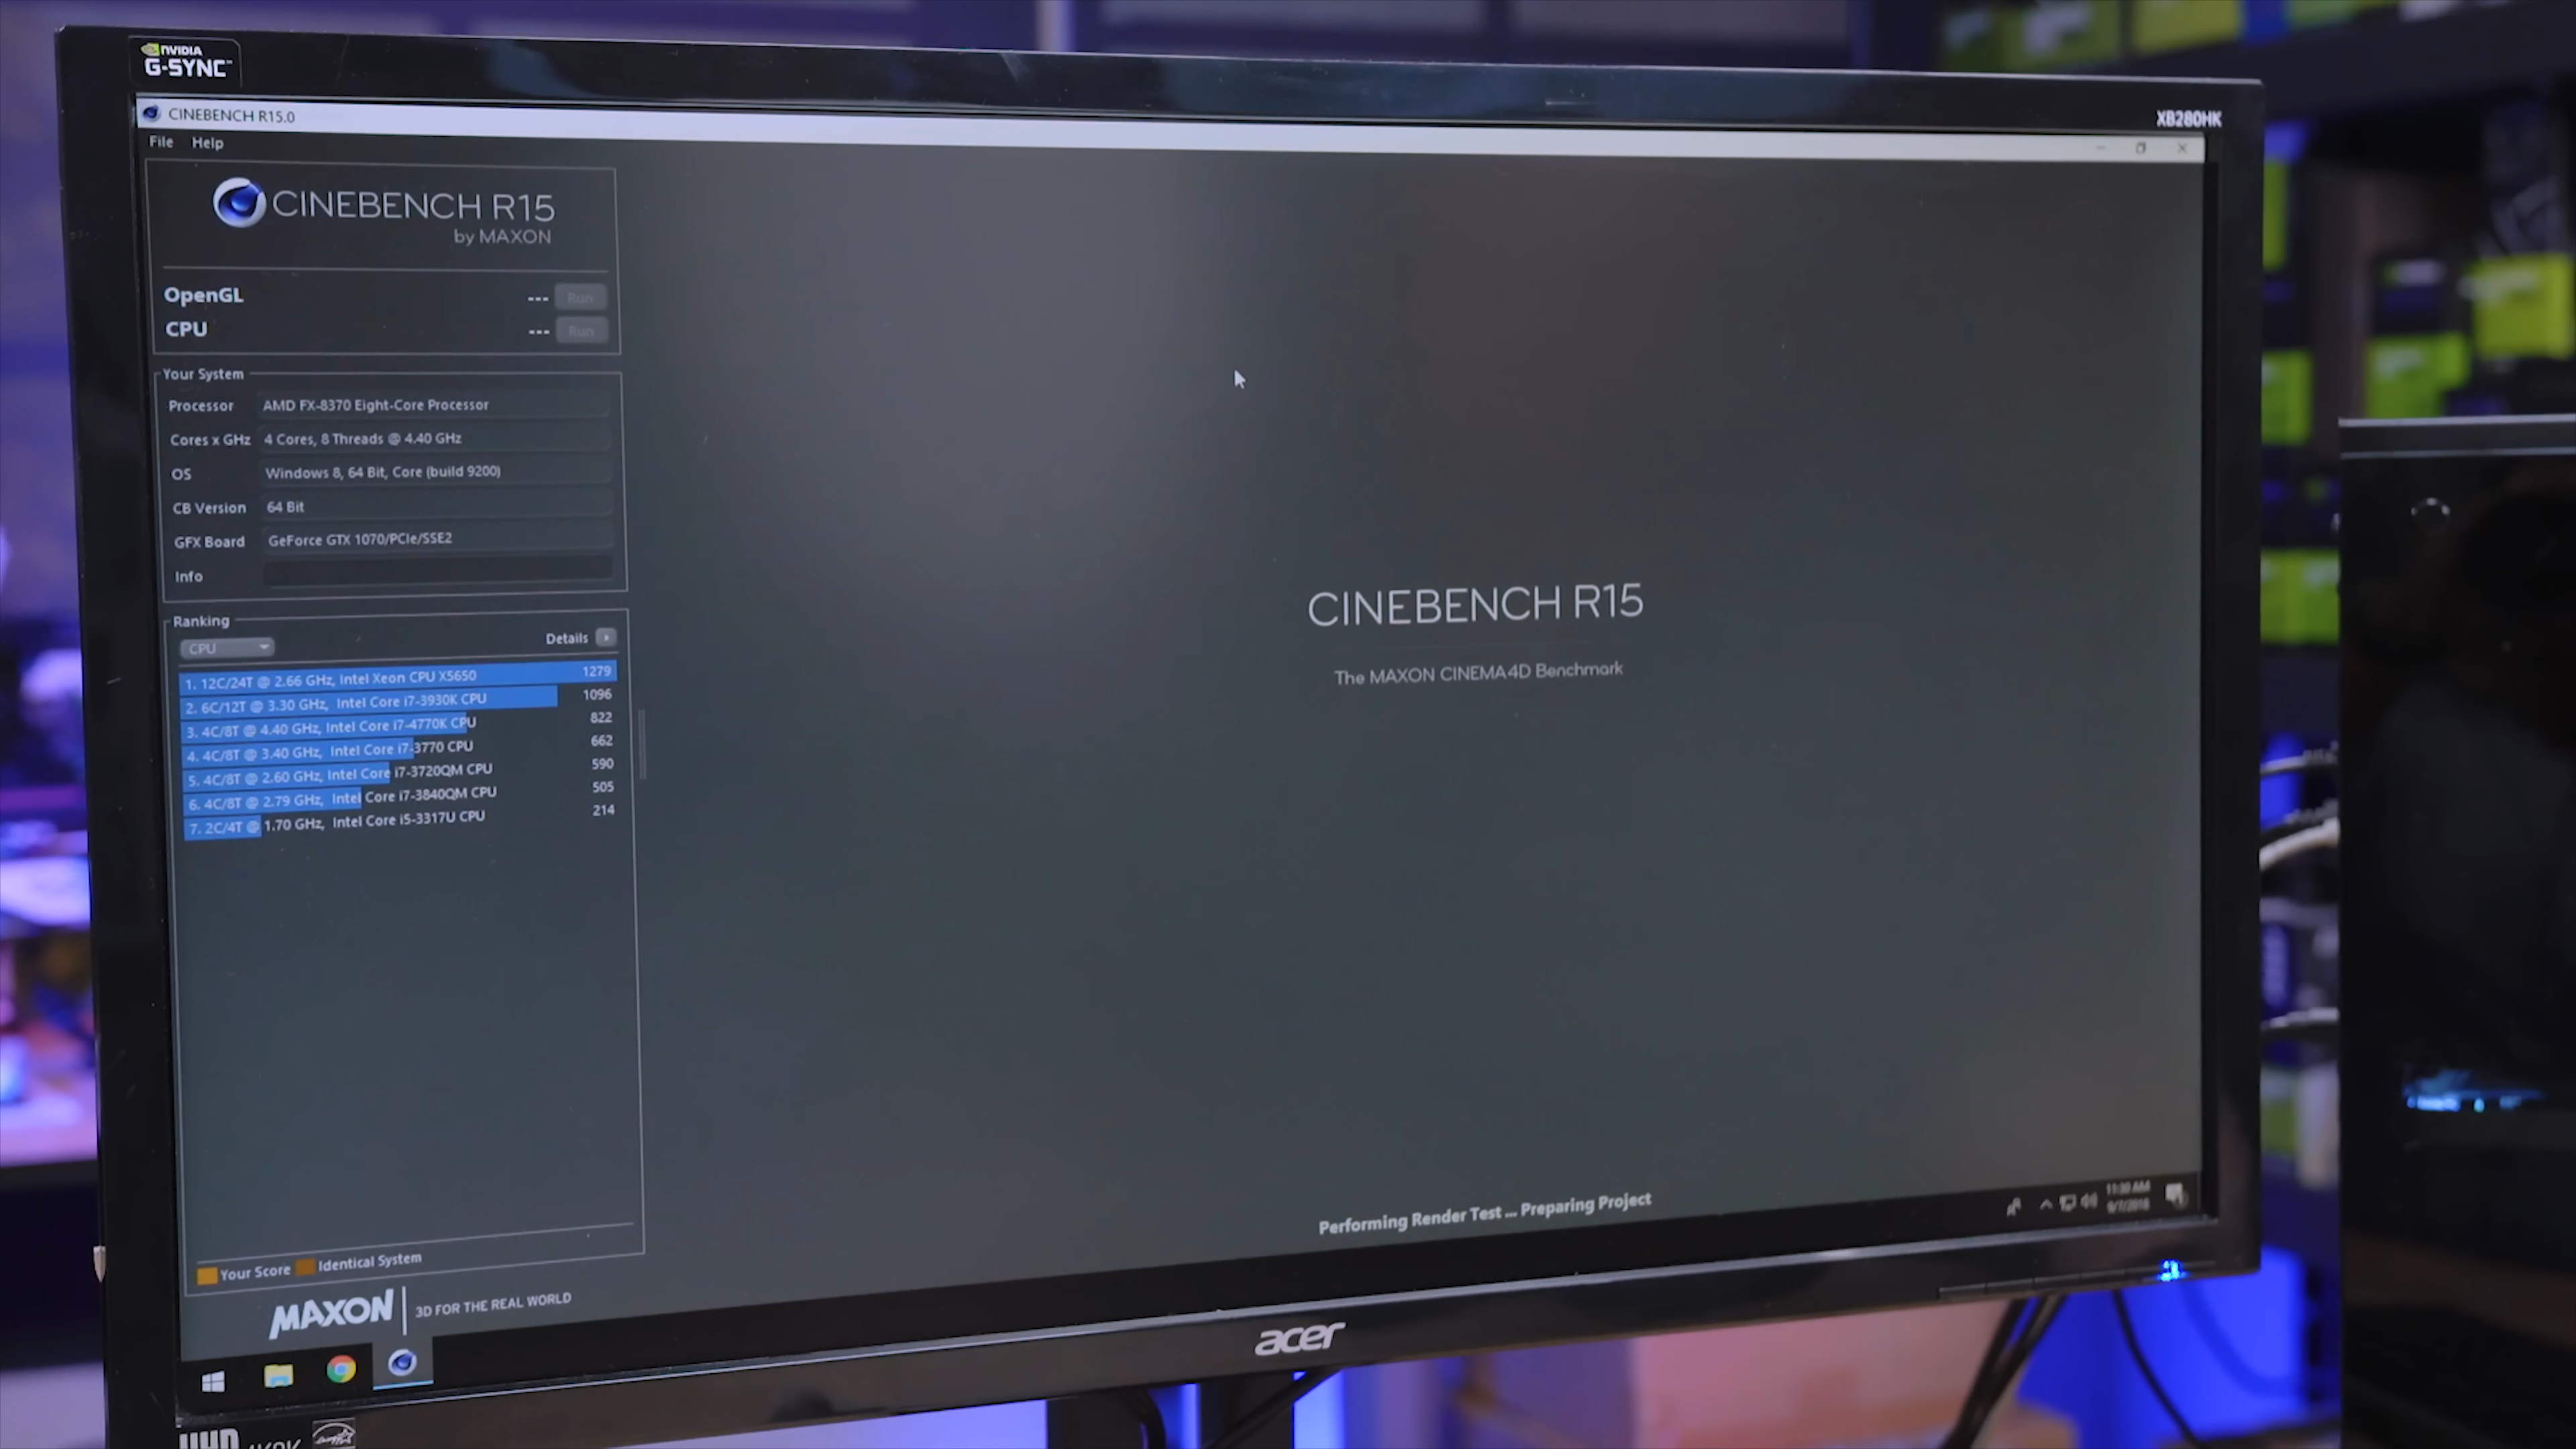 NVIDIA
G-SYNC™
XB280HK
CINEBENCH R15.0
File Help
CINEBENCH R15
by MAXON
OpenGL --- Run
CPU --- Run
Your System
Processor AMD FX-8370 Eight-Core Processor
Cores x GHz 4 Cores, 8 Threads @ 4.40 GHz
OS Windows 8, 64 Bit, Core (build 9200)
CB Version 64 Bit
GFX Board GeForce GTX 1070/PCIe/SSE2
Info
Ranking
CPU Details
1. 12C/24T @ 2.66 GHz, Intel Xeon CPU X5650 1279
2. 6C/12T @ 3.30 GHz, Intel Core i7-3930K CPU 1096
3. 4C/8T @ 4.40 GHz, Intel Core i7-4770K CPU 822
4. 4C/8T @ 3.40 GHz, Intel Core i7-3770 CPU 662
5. 4C/8T @ 2.60 GHz, Intel Core i7-3720QM CPU 590
6. 4C/8T @ 2.79 GHz, Intel Core i7-3840QM CPU 505
7. 2C/4T @ 1.70 GHz, Intel Core i5-3317U CPU 214
CINEBENCH R15
The MAXON CINEMA4D Benchmark
Performing Render Test ... Preparing Project
11:30 AM
9/7/2018
Your Score Identical System
MAXON 3D FOR THE REAL WORLD
acer
UHD